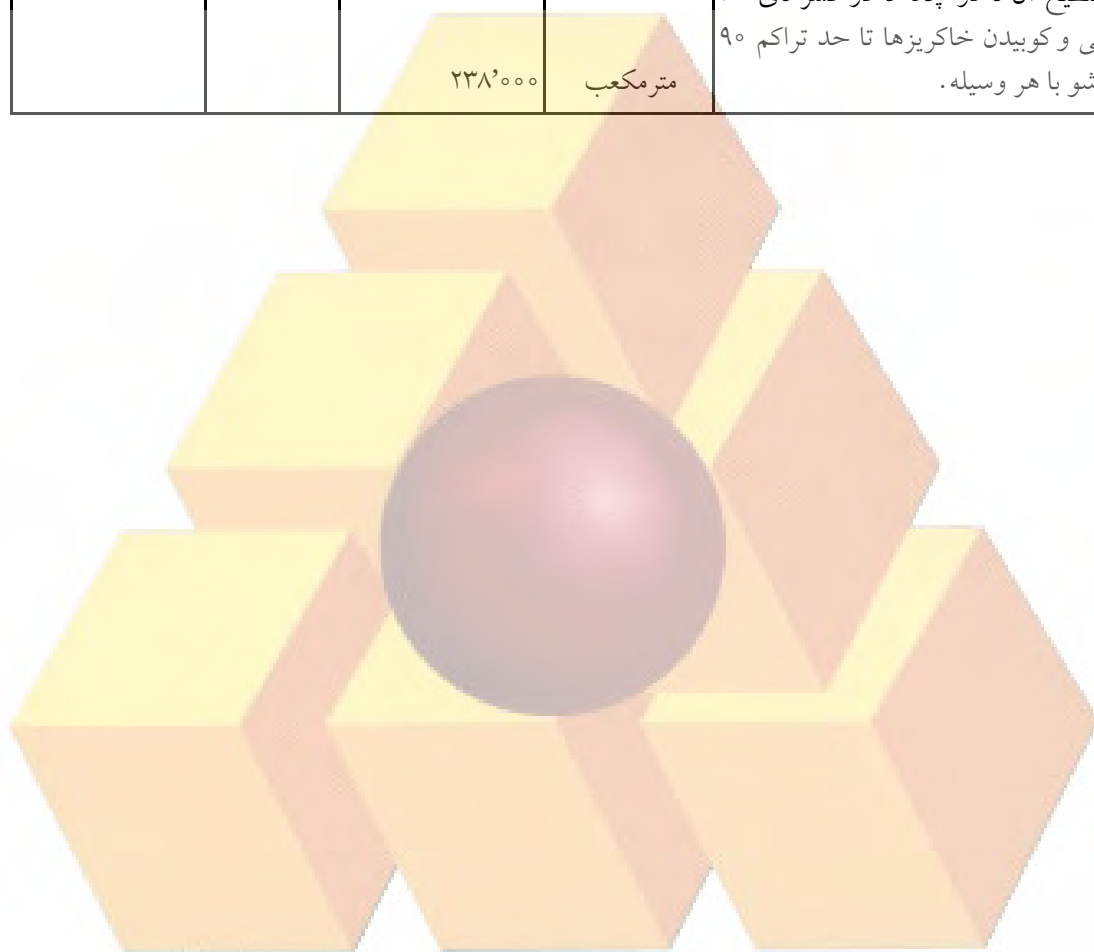 ی و کوبیدن خاکریزها تا حد تراکم ۹۰
شو با هر وسیله. مترمکعب ۲۳۸٬۰۰۰